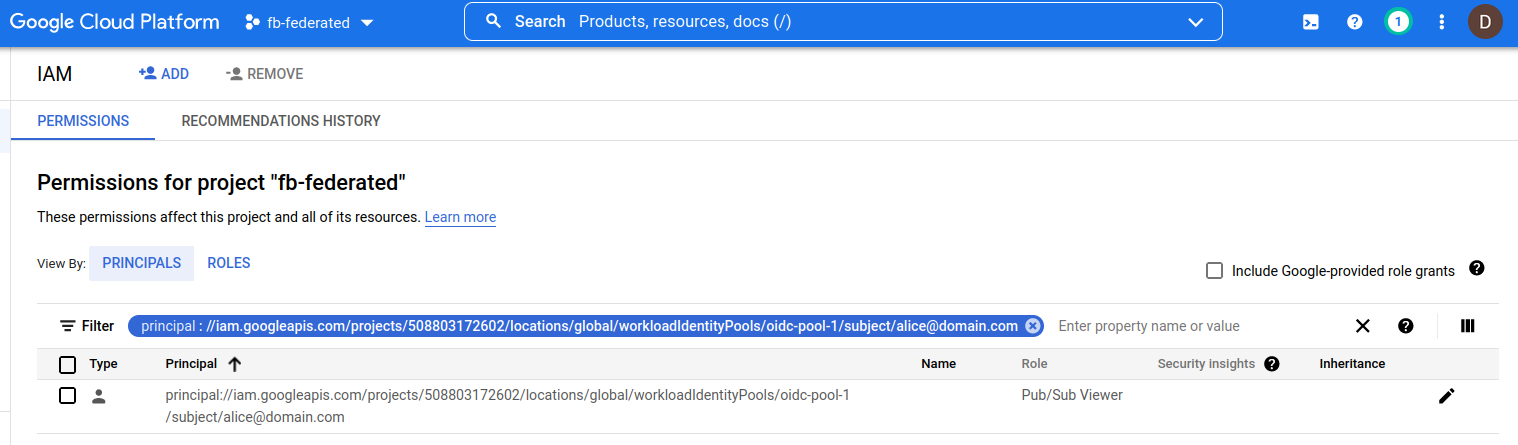 Google Cloud Platform fb-federated Search Products, resources, docs (/) 1 D
IAM ADD REMOVE
PERMISSIONS RECOMMENDATIONS HISTORY
Permissions for project "fb-federated"
These permissions affect this project and all of its resources. Learn more
View By: PRINCIPALS ROLES
Include Google-provided role grants
Filter principal : //iam.googleapis.com/projects/508803172602/locations/global/workloadIdentityPools/oidc-pool-1/subject/alice@domain.com Enter property name or value
Type Principal Name Role Security insights Inheritance
principal://iam.googleapis.com/projects/508803172602/locations/global/workloadIdentityPools/oidc-pool-1 Pub/Sub Viewer
/subject/alice@domain.com